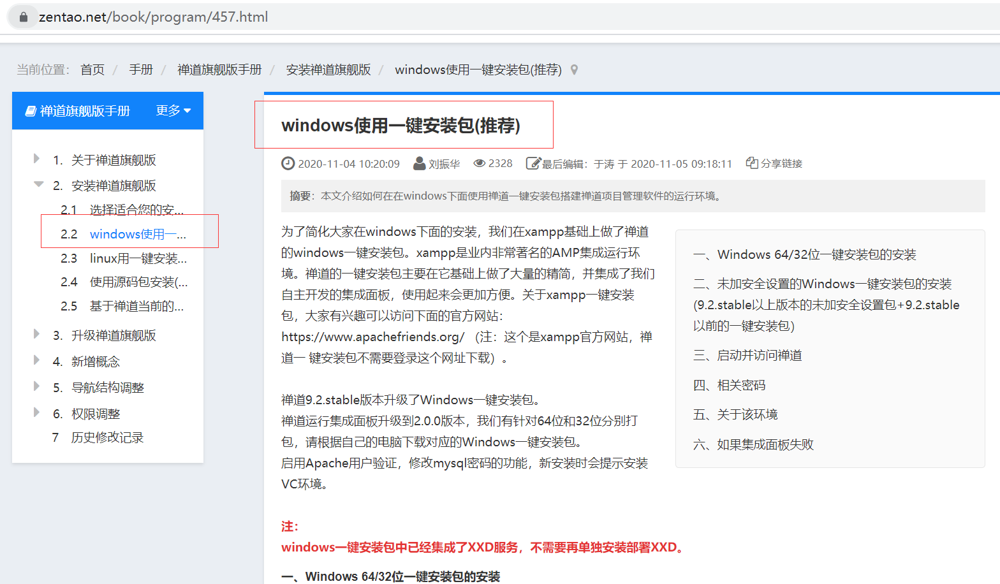 zentao.net/book/program/457.html
当前位置： 首页 / 手册 / 禅道旗舰版手册 / 安装禅道旗舰版 / windows使用一键安装包(推荐)
禅道旗舰版手册 更多
1. 关于禅道旗舰版
2. 安装禅道旗舰版
2.1 选择适合您的安...
2.2 windows使用一...
2.3 linux用一键安装...
2.4 使用源码包安装(...
2.5 基于禅道当前的...
3. 升级禅道旗舰版
4. 新增概念
5. 导航结构调整
6. 权限调整
7 历史修改记录
windows使用一键安装包(推荐)
2020-11-04 10:20:09 刘振华 2328 最后编辑：于涛 于 2020-11-05 09:18:11 分享链接
摘要：本文介绍如何在在windows下面使用禅道一键安装包搭建禅道项目管理软件的运行环境。
为了简化大家在windows下面的安装，我们在xampp基础上做了禅道
的windows一键安装包。xampp是业内非常著名的AMP集成运行环
境。禅道的一键安装包主要在它基础上做了大量的精简，并集成了我们
自主开发的集成面板，使用起来会更加方便。关于xampp一键安装
包，大家有兴趣可以访问下面的官方网站：
https://www.apachefriends.org/ （注：这个是xampp官方网站，禅
道一 键安装包不需要登录这个网址下载）。
禅道9.2.stable版本升级了Windows一键安装包。
禅道运行集成面板升级到2.0.0版本，我们有针对64位和32位分别打
包，请根据自己的电脑下载对应的Windows一键安装包。
启用Apache用户验证，修改mysql密码的功能，新安装时会提示安装
VC环境。
一、Windows 64/32位一键安装包的安装
二、未加安全设置的Windows一键安装包的安装
(9.2.stable以上版本的未加安全设置包+9.2.stable
以前的一键安装包)
三、启动并访问禅道
四、相关密码
五、关于该环境
六、如果集成面板失败
注：
windows一键安装包中已经集成了XXD服务，不需要再单独安装部署XXD。
一、Windows 64/32位一键安装包的安装